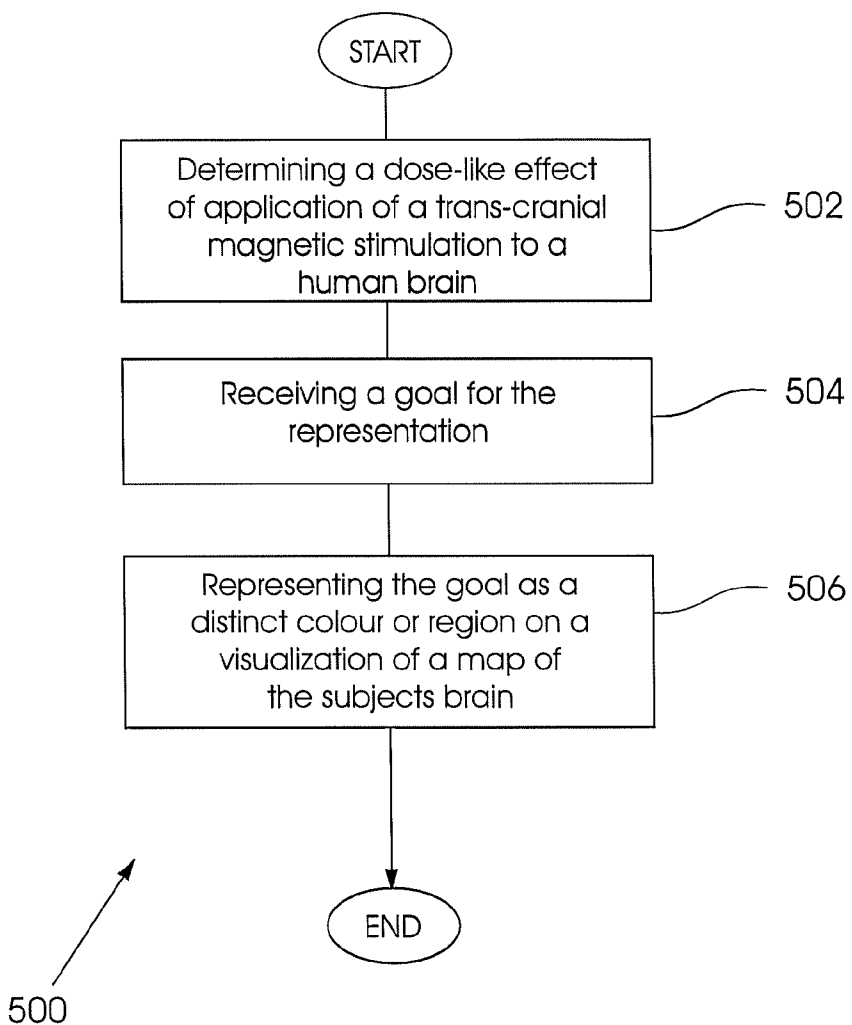 START
Determining a dose-like effect
of application of a trans-cranial
magnetic stimulation to a
human brain
502
Receiving a goal for the
representation
504
Representing the goal as a
distinct colour or region on a
visualization of a map of
the subjects brain
506
END
500